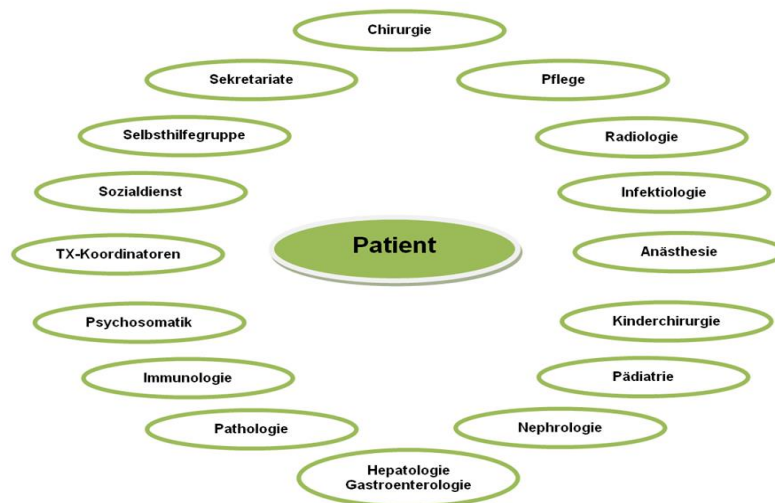 Chirurgie
Sekretariate
Pflege
Selbsthilfegruppe
Radiologie
Sozialdienst
Infektiologie
TX-Koordinatoren
Patient
Anästhesie
Psychosomatik
Kinderchirurgie
Immunologie
Pädiatrie
Pathologie
Nephrologie
Hepatologie
Gastroenterologie